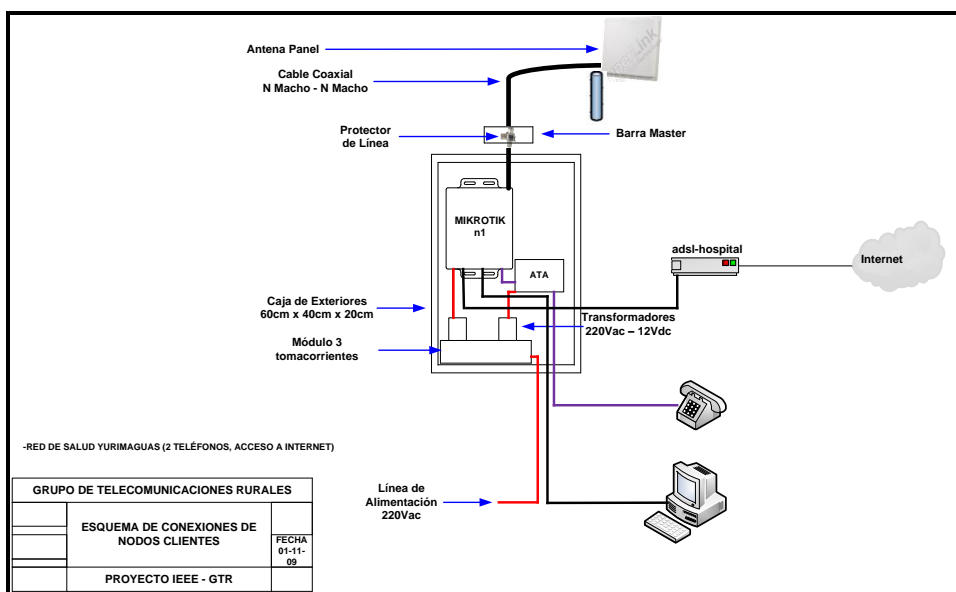 Antena Panel
Cable Coaxial
N Macho - N Macho
Protector
de Línea
Barra Master
MIKROTIK
n1
ATA
adsl-hospital
Internet
Caja de Exteriores
60cm x 40cm x 20cm
Transformadores
220Vac – 12Vdc
Módulo 3
tomacorrientes
-RED DE SALUD YURIMAGUAS (2 TELÉFONOS, ACCESO A INTERNET)
Línea de
Alimentación
220Vac
GRUPO DE TELECOMUNICACIONES RURALES
ESQUEMA DE CONEXIONES DE
NODOS CLIENTES
FECHA
01-11-
09
PROYECTO IEEE - GTR